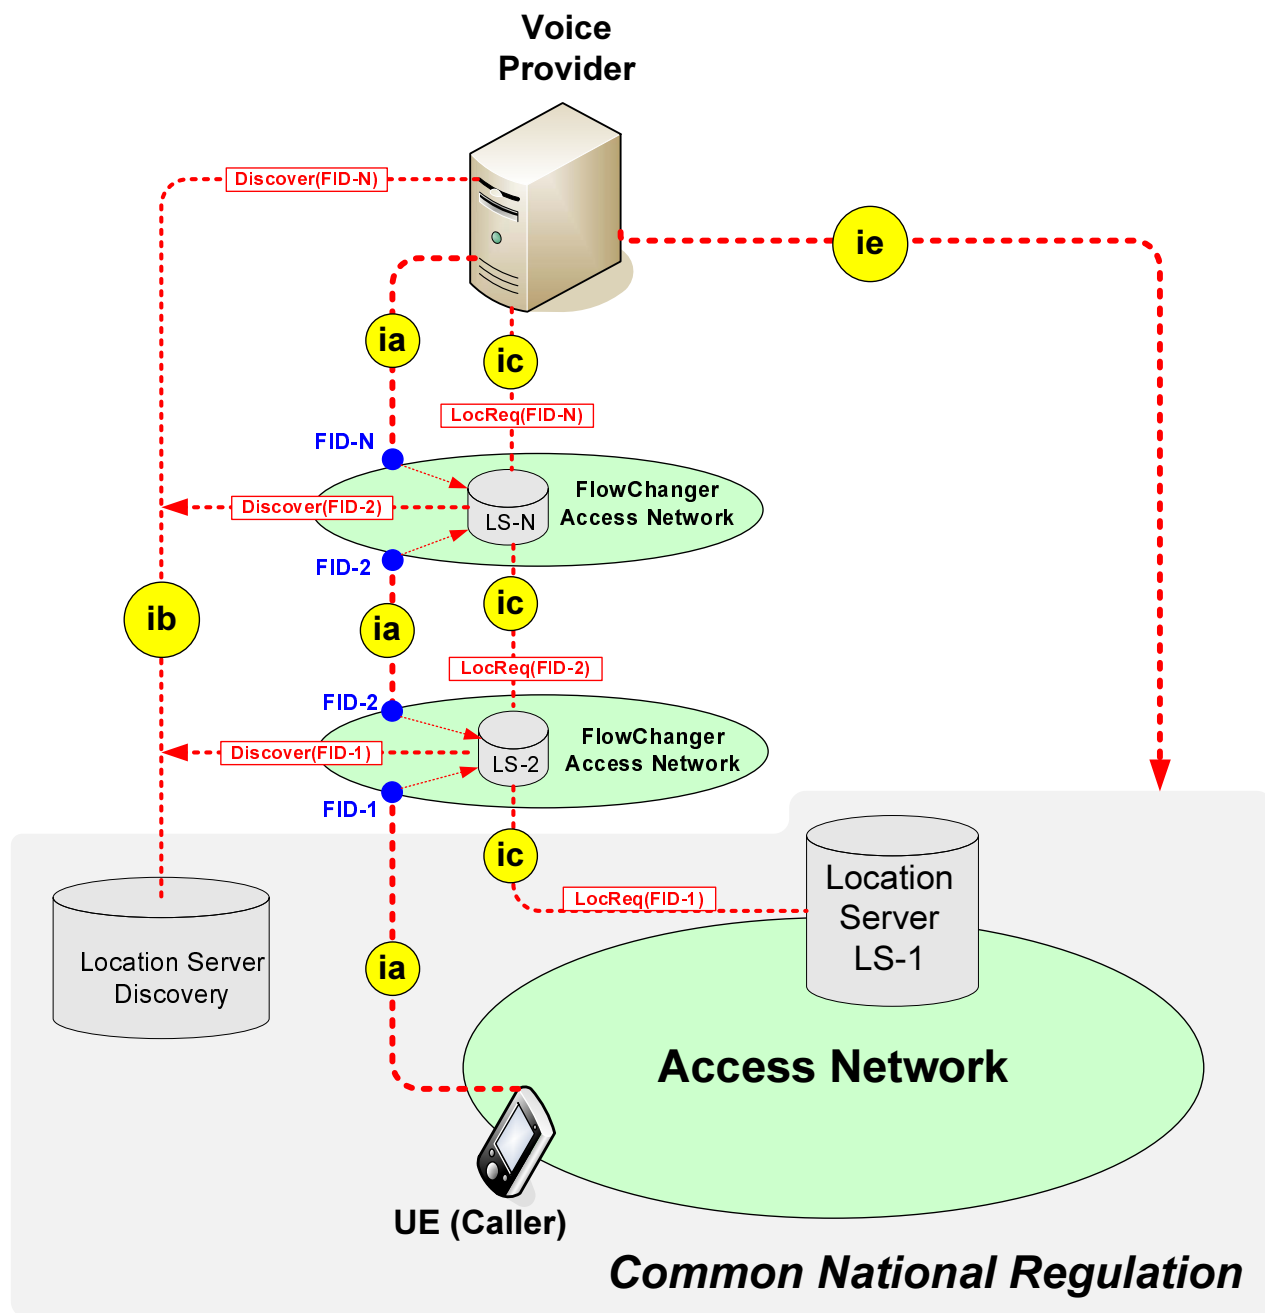 Voice
Provider
Discover(FID-N)
ie
ia
ic
LocReq(FID-N)
FID-N
FlowChanger
Access Network
Discover(FID-2)
LS-N
FID-2
ic
ib
ia
LocReq(FID-2)
FID-2
FlowChanger
Access Network
Discover(FID-1)
LS-2
FID-1
ic
Location
Server
LS-1
LocReq(FID-1)
Location Server
Discovery
ia
Access Network
UE (Caller)
Common National Regulation